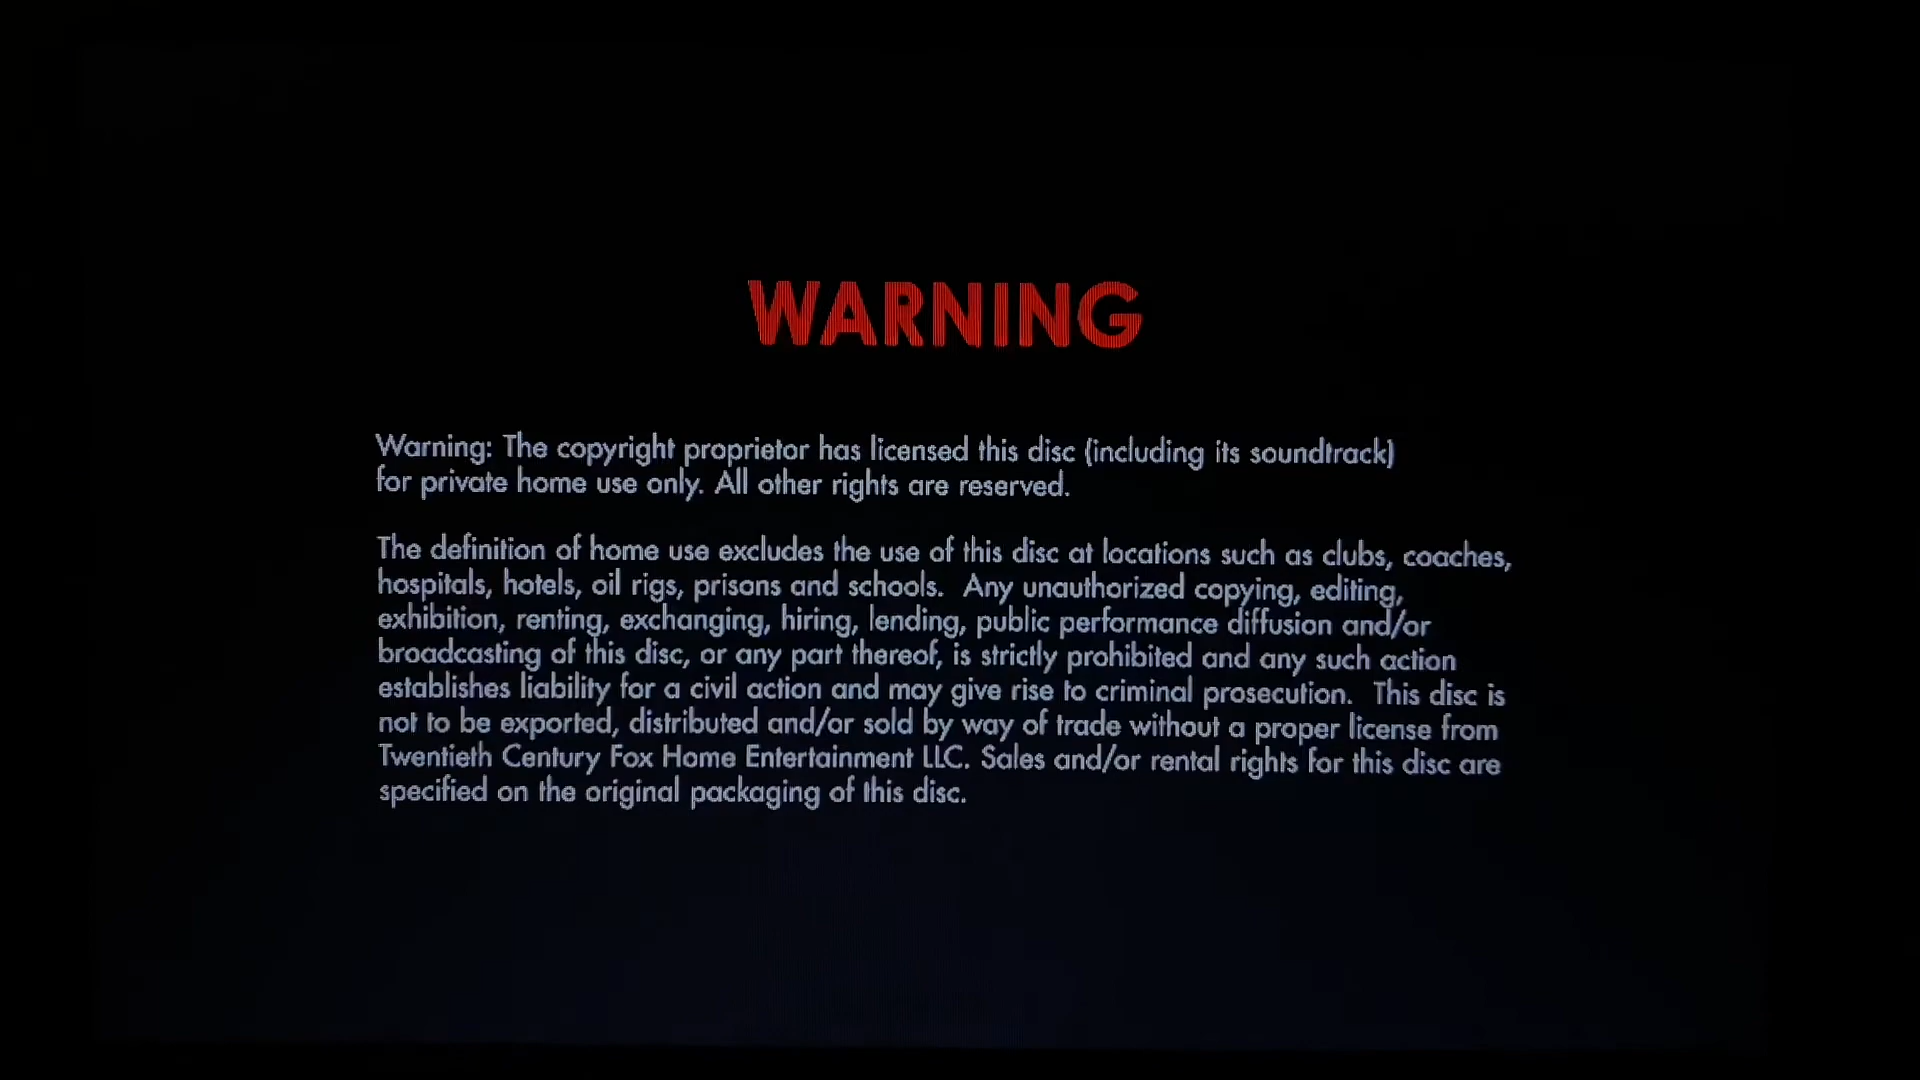 WARNING
Warning: The copyright proprietor has licensed this disc (including its soundtrack)
for private home use only. All other rights are reserved.
The definition of home use excludes the use of this disc at locations such as clubs, coaches,
hospitals, hotels, oil rigs, prisons and schools.  Any unauthorized copying, editing,
exhibition, renting, exchanging, hiring, lending, public performance diffusion and/or
broadcasting of this disc, or any part thereof, is strictly prohibited and any such action
establishes liability for a civil action and may give rise to criminal prosecution.  This disc is
not to be exported, distributed and/or sold by way of trade without a proper license from
Twentieth Century Fox Home Entertainment LLC. Sales and/or rental rights for this disc are
specified on the original packaging of this disc.